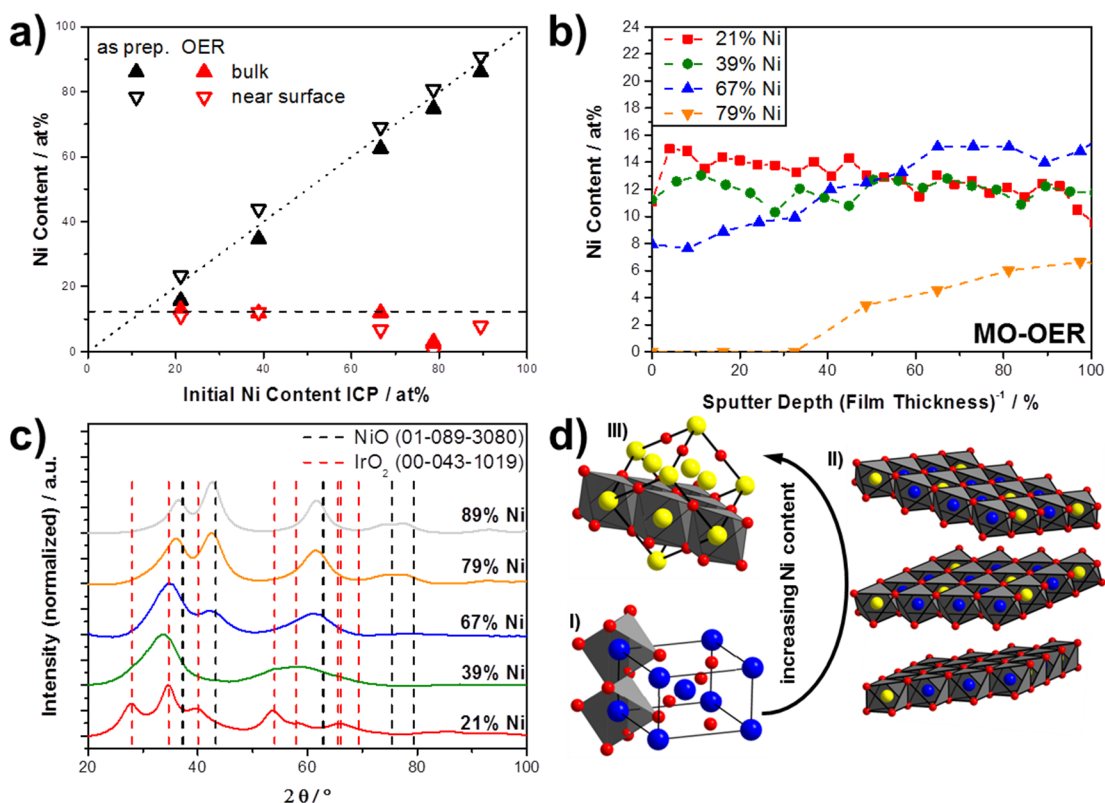 a)
as prep. OER
bulk
near surface
Ni Content / at%
100
80
60
40
20
0
0 20 40 60 80 100
Initial Ni Content ICP / at%
b)
21% Ni
39% Ni
67% Ni
79% Ni
Ni Content / at%
24
22
20
18
16
14
12
10
8
6
4
2
0
MO-OER
0 20 40 60 80 100
Sputter Depth (Film Thickness)⁻¹ / %
c)
NiO (01-089-3080)
IrO₂ (00-043-1019)
Intensity (normalized) / a.u.
89% Ni
79% Ni
67% Ni
39% Ni
21% Ni
20 40 60 80 100
2 θ / °
d)
III)
II)
I)
increasing Ni content